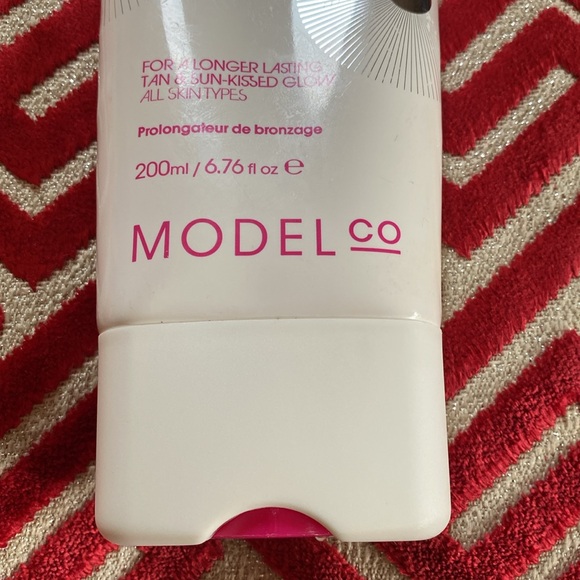 FOR A LONGER LASTING
TAN & SUN-KISSED GLOW
ALL SKIN TYPES
Prolongateur de bronzage
200ml / 6.76 fl oz e
MODEL CO